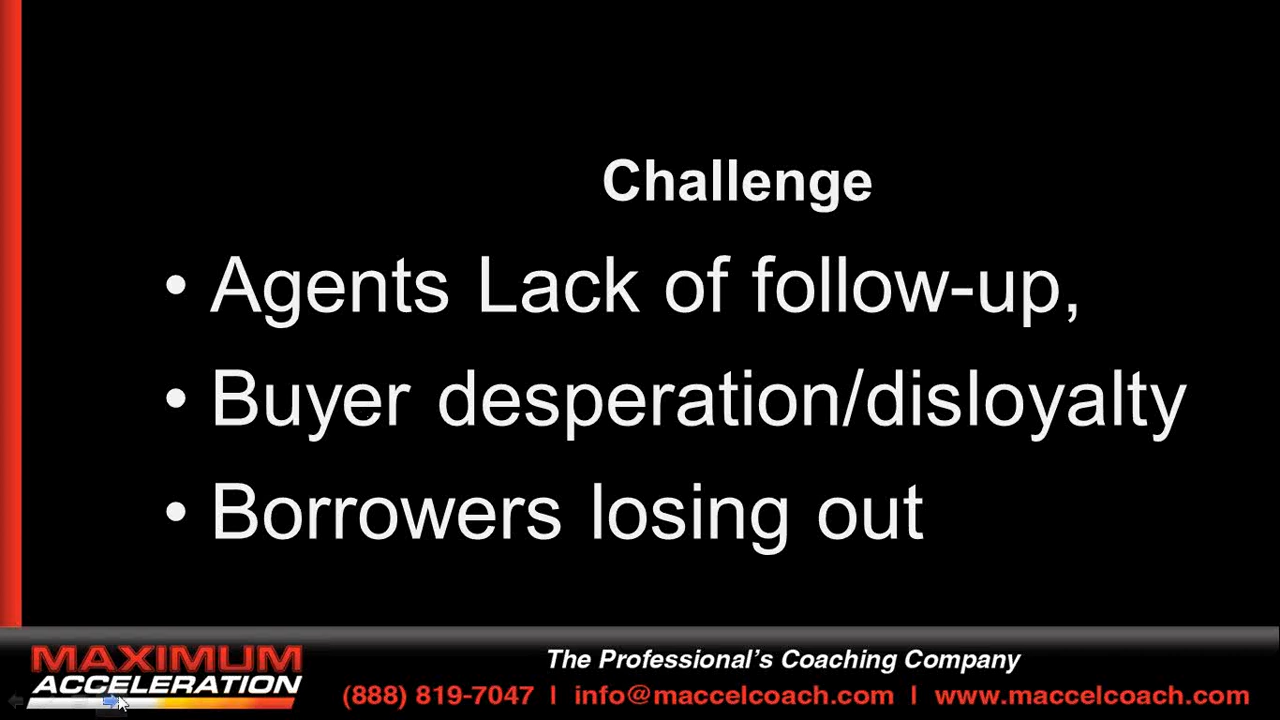 Challenge
• Agents Lack of follow-up,
• Buyer desperation/disloyalty
• Borrowers losing out
MAXIMUM
ACCELERATION
The Professional's Coaching Company
(888) 819-7047 | info@maccelcoach.com | www.maccelcoach.com